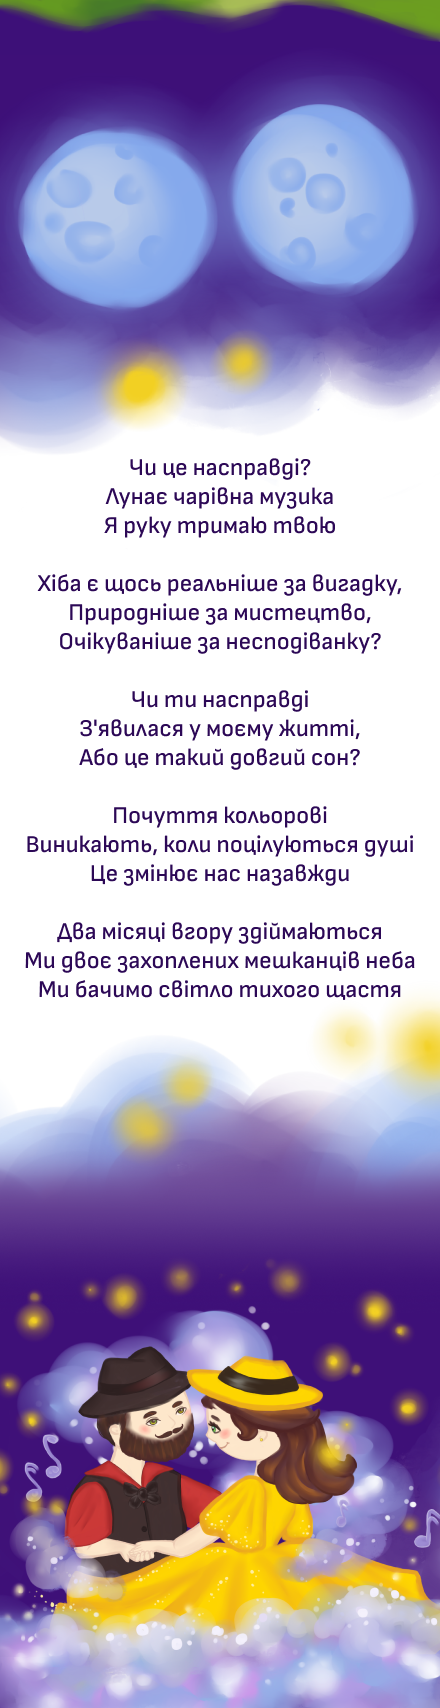 Чи це насправді?
Лунає чарівна музика
Я руку тримаю твою
Хіба є щось реальніше за вигадку,
Природніше за мистецтво,
Очікуваніше за несподіванку?
Чи ти насправді
З'явилася у моєму житті,
Або це такий довгий сон?
Почуття кольорові
Виникають, коли поцілуються душі
Це змінює нас назавжди
Два місяці вгору здіймаються
Ми двоє захоплених мешканців неба
Ми бачимо світло тихого щастя